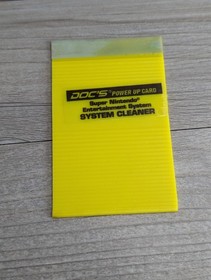 DOC'S® POWER UP CARD
Super Nintendo®
Entertainment System
SYSTEM CLEANER